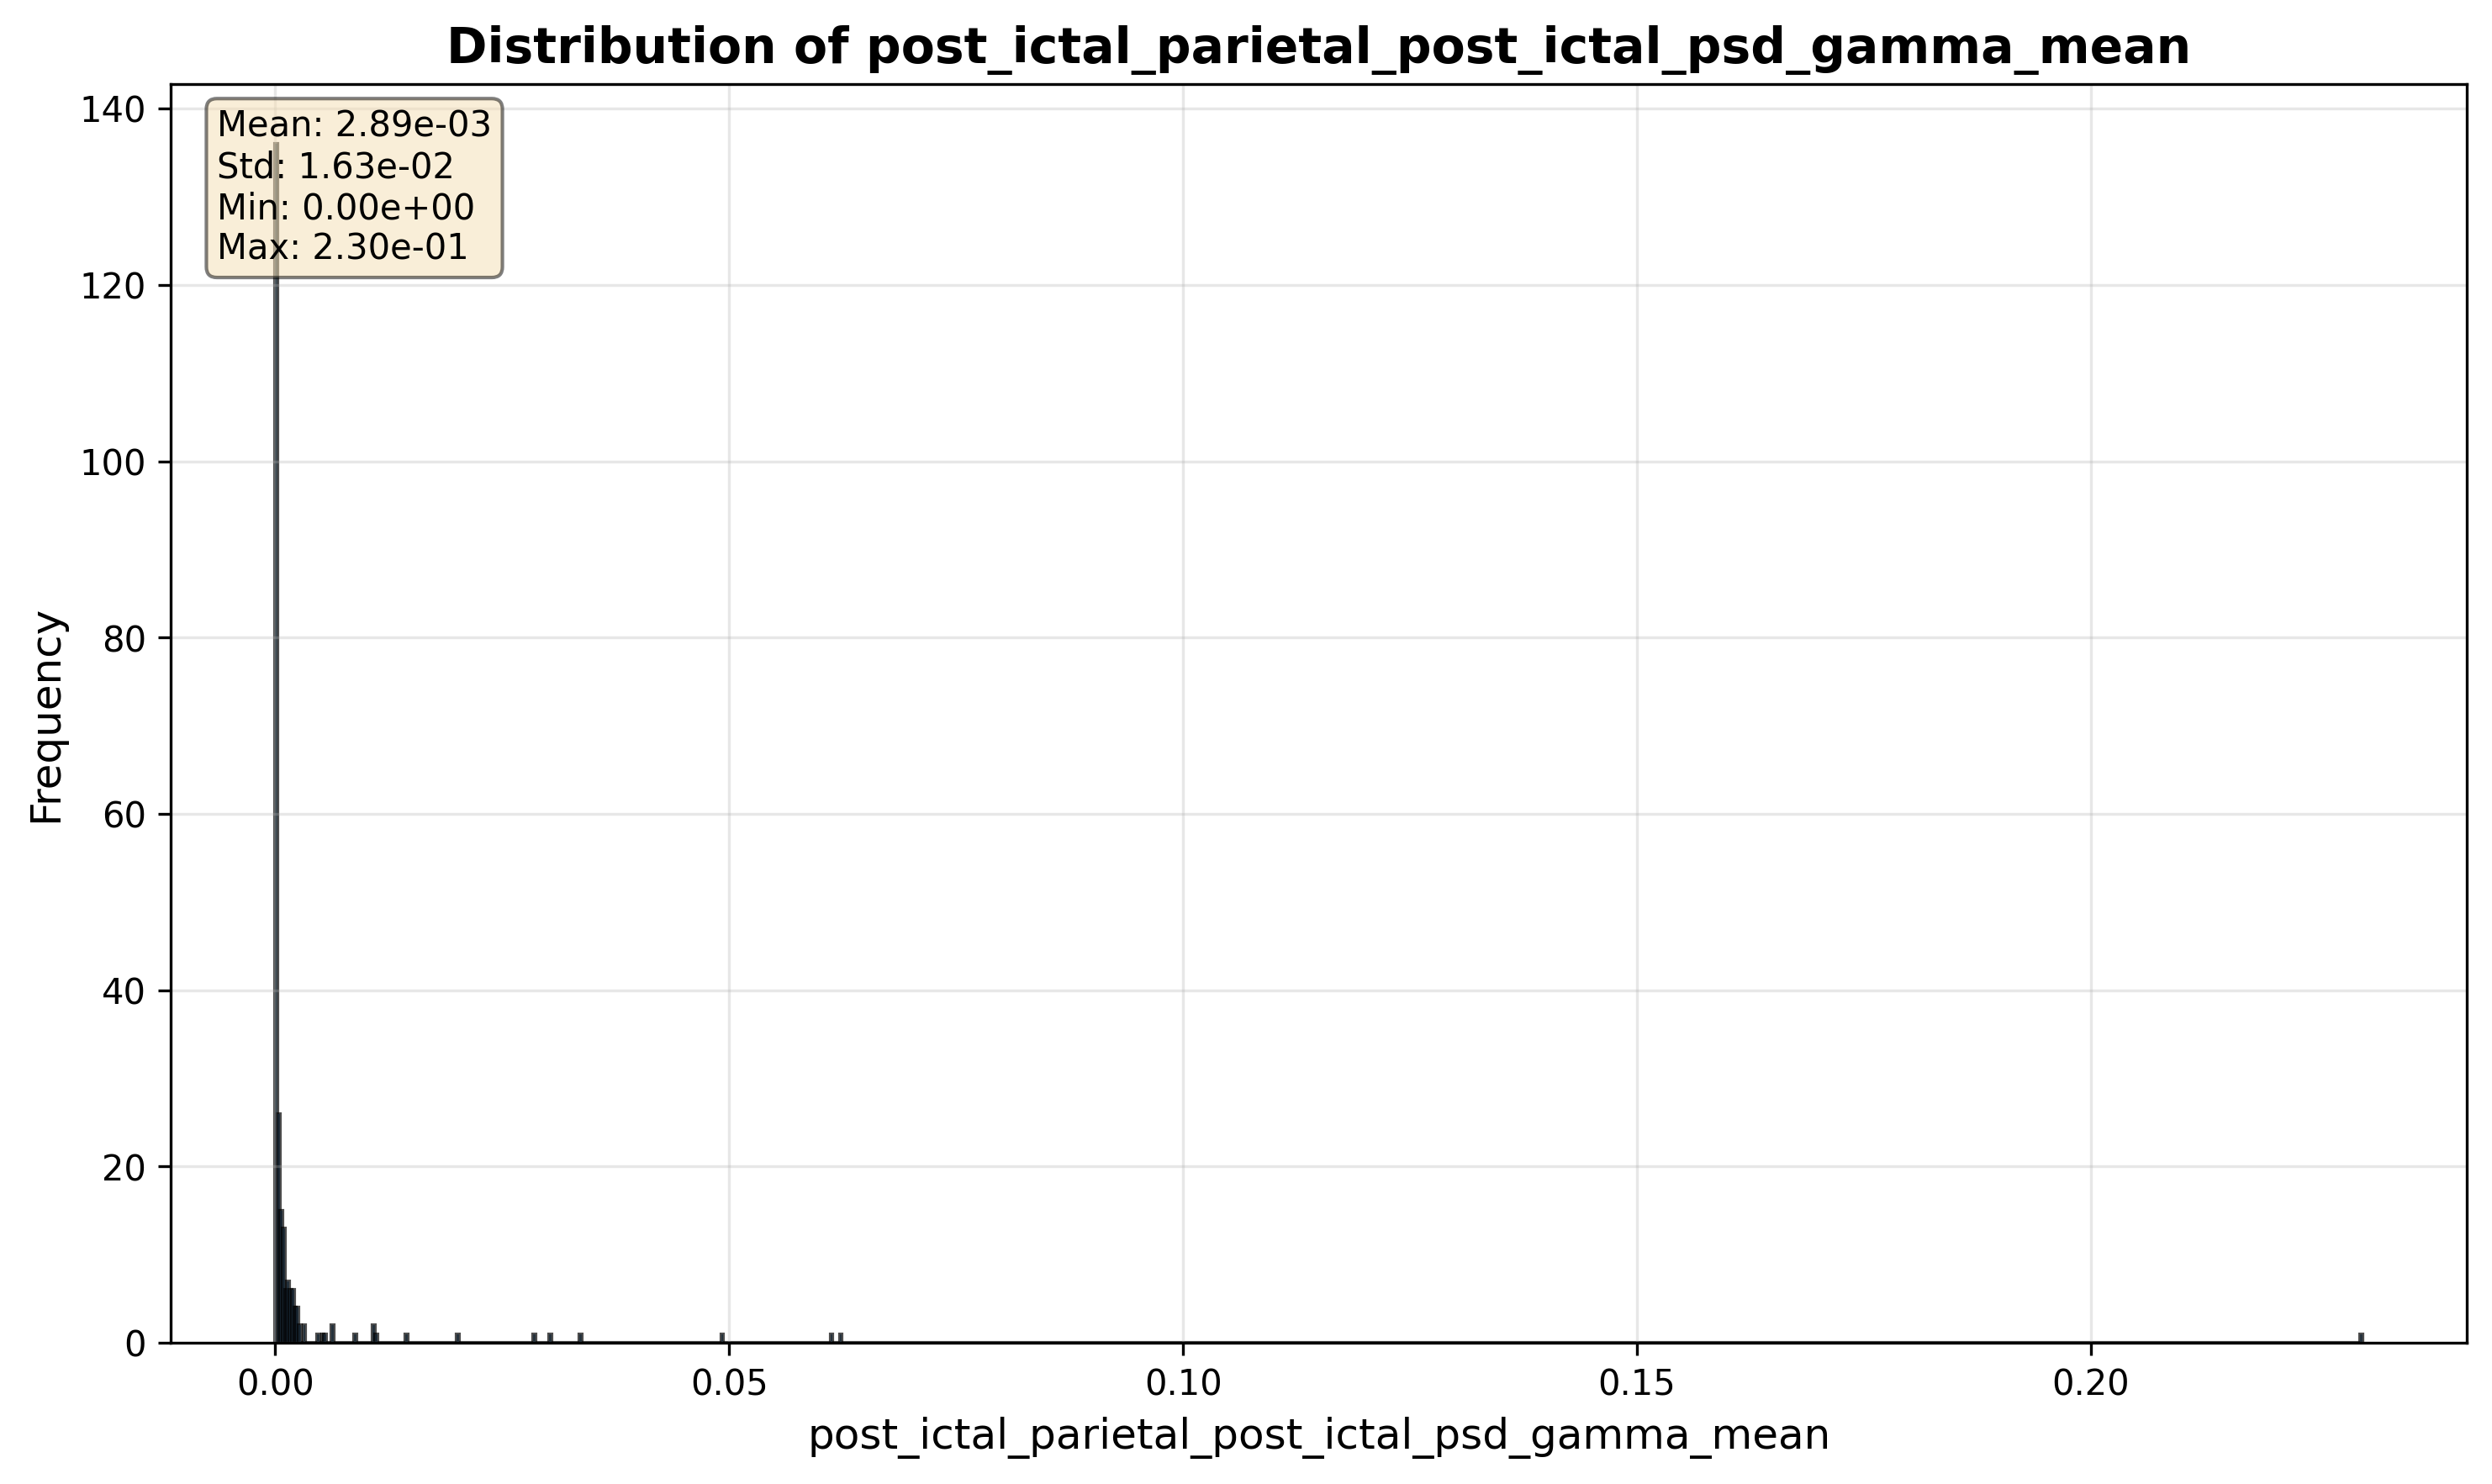 Distribution of post_ictal_parietal_post_ictal_psd_gamma_mean
Mean: 2.89e-03
Std: 1.63e-02
Min: 0.00e+00
Max: 2.30e-01
140
120
100
80
60
40
20
0
Frequency
0.00 0.05 0.10 0.15 0.20
post_ictal_parietal_post_ictal_psd_gamma_mean